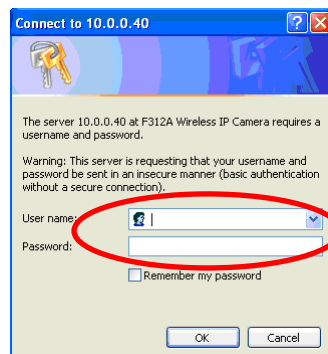 Connect to 10.0.0.40
The server 10.0.0.40 at F312A Wireless IP Camera requires a
username and password.
Warning: This server is requesting that your username and
password be sent in an insecure manner (basic authentication
without a secure connection).
User name:
Password:
Remember my password
OK
Cancel